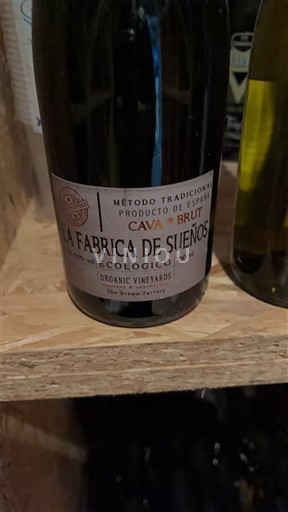 MÉTODO TRADICIONAL
PRODUCTO DE ESPAÑA
CAVA BRUT
LA FABRICA DE SUEÑOS
VINIOU
ECOLÓGICO
ORGANIC VINEYARDS
The Dream Factory